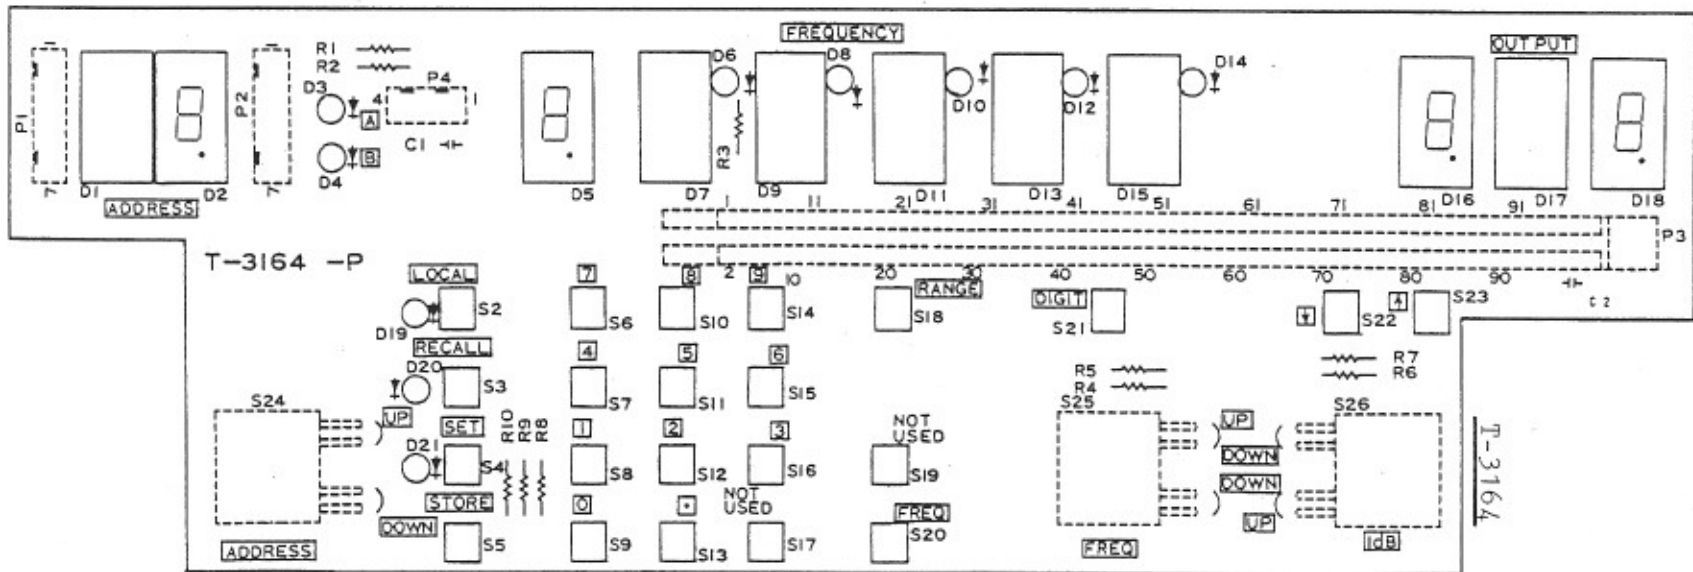 FREQUENCY
OUTPUT
R1
R2
D3
4 P4 1
D6
D8
D14
1
P1
P2
A
C1
B
D4
R3
D10
D12
7
D1
D2
7
D5
D7
D9
D11
D13
D15
D16
D17
D18
ADDRESS
1 11 21 31 41 51 61 71 81 91
P3
T-3164 -P
2 10 20 30 40 50 60 70 80 90
C2
LOCAL
7
8
9
RANGE
DIGIT
S2
S6
S10
S14
S18
S21
S22
S23
D19
RECALL
4
5
6
D20
S3
S7
S11
S15
R5
R4
R7
R6
S24
UP
SET
R10
R9
R8
1
2
3
NOT
USED
S25
UP
S26
D21
S4
S8
S12
S16
S19
DOWN
DOWN
T-3164
STORE
0
.
NOT
USED
FREQ
UP
DOWN
S5
S9
S13
S17
S20
ADDRESS
FREQ
1dB